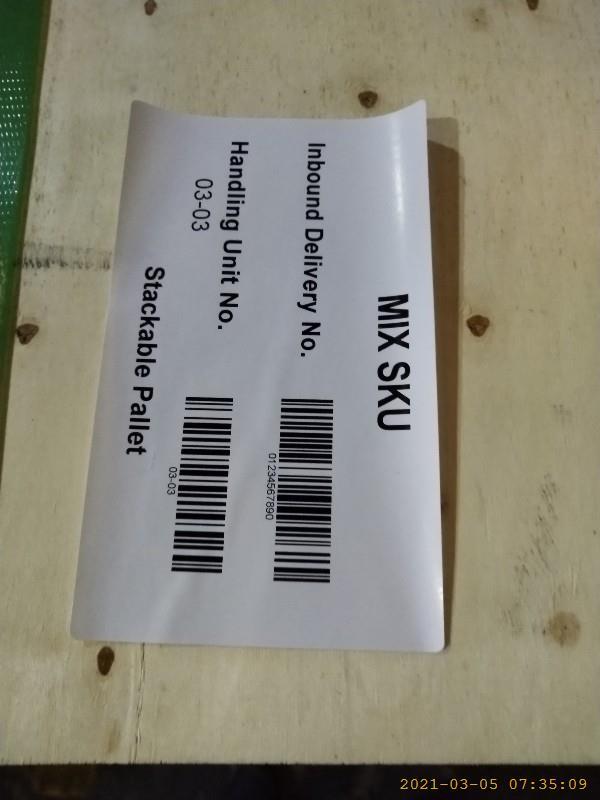 MIX SKU
Inbound Delivery No.
01234567890
Handling Unit No.
03-03
03-03
Stackable Pallet
2021-03-05 07:35:09